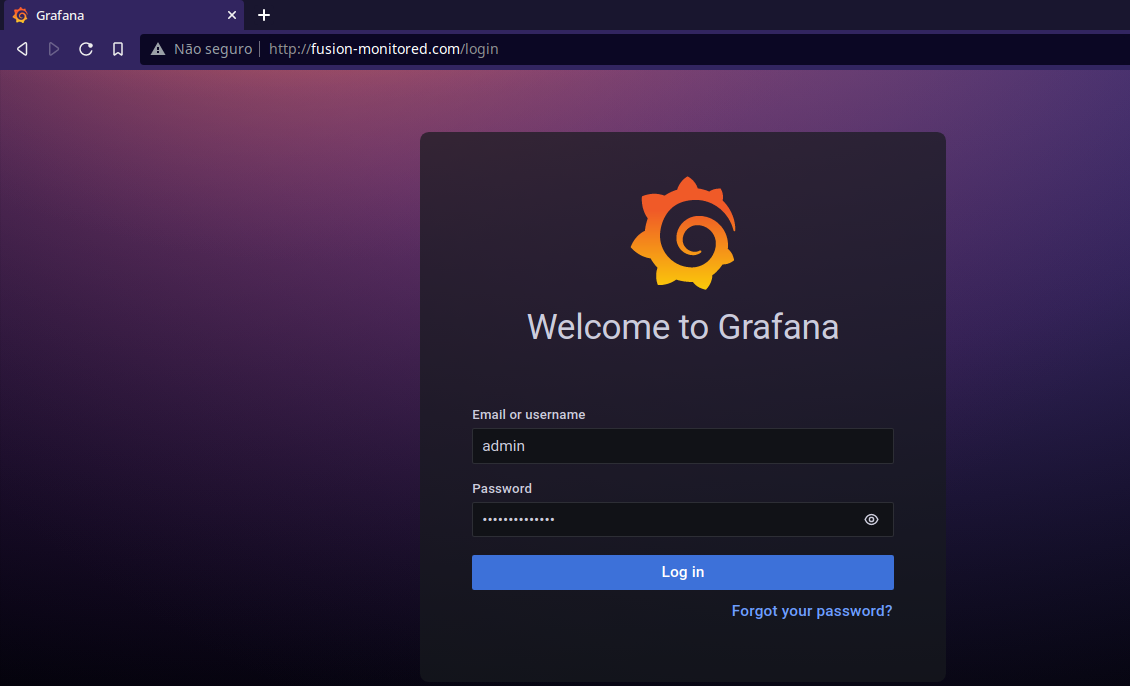 Grafana
Não seguro http://fusion-monitored.com/login
Welcome to Grafana
Email or username
admin
Password
••••••••••••••
Log in
Forgot your password?